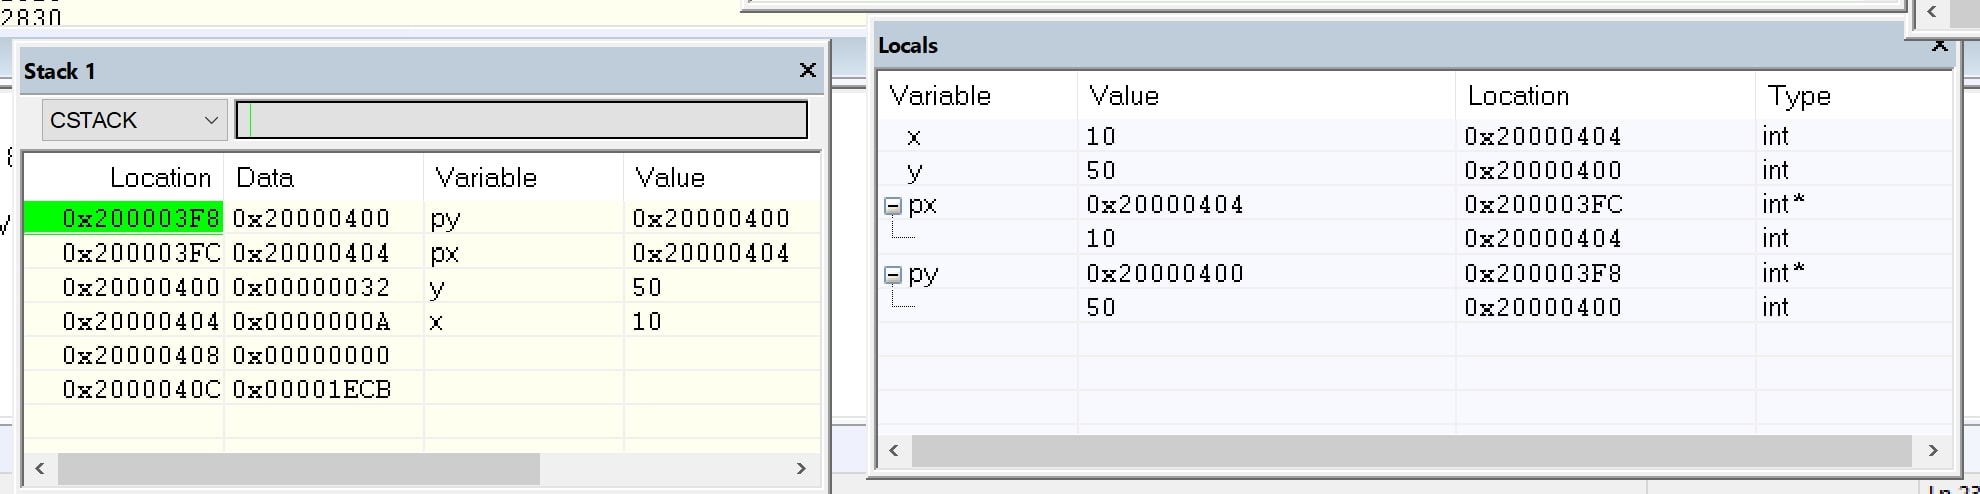 2830
Stack 1
CSTACK
Location Data Variable Value
0x200003F8 0x20000400 py 0x20000400
0x200003FC 0x20000404 px 0x20000404
0x20000400 0x00000032 y 50
0x20000404 0x0000000A x 10
0x20000408 0x00000000
0x2000040C 0x00001ECB
Locals
Variable Value Location Type
x 10 0x20000404 int
y 50 0x20000400 int
px 0x20000404 0x200003FC int*
10 0x20000404 int
py 0x20000400 0x200003F8 int*
50 0x20000400 int